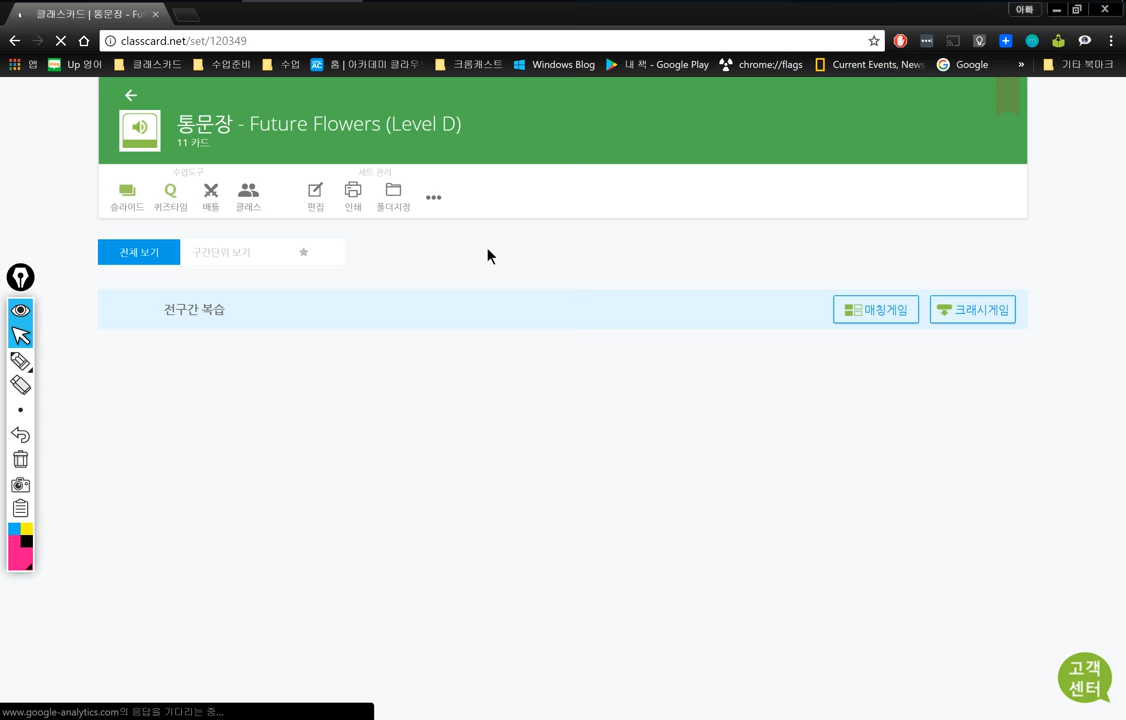 클래스카드 | 통문장 - Fu
아빠
classcard.net/set/120349
앱
Up 영어
클래스카드
수업준비
수업
홈 | 아카데미 클라우
크롬캐스트
Windows Blog
내 책 - Google Play
chrome://flags
Current Events, News
Google
»
기타 북마크
통문장 - Future Flowers (Level D)
11 카드
수업도구
세트 관리
슬라이드
Q
퀴즈타임
배틀
클래스
편집
인쇄
폴더지정
전체 보기
구간단위 보기
전구간 복습
매칭게임
크래시게임
고객
센터
www.google-analytics.com의 응답을 기다리는 중...